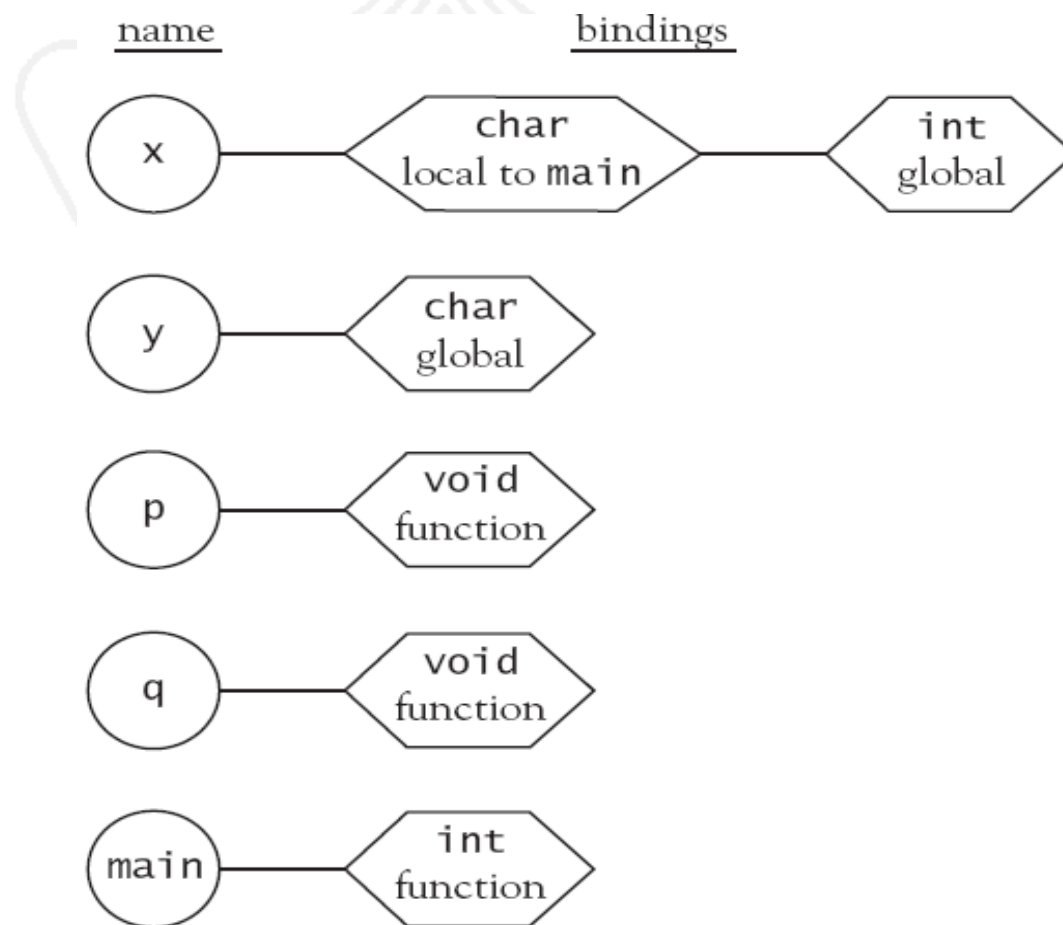 name bindings
x
char
local to main
int
global
y
char
global
p
void
function
q
void
function
main
int
function